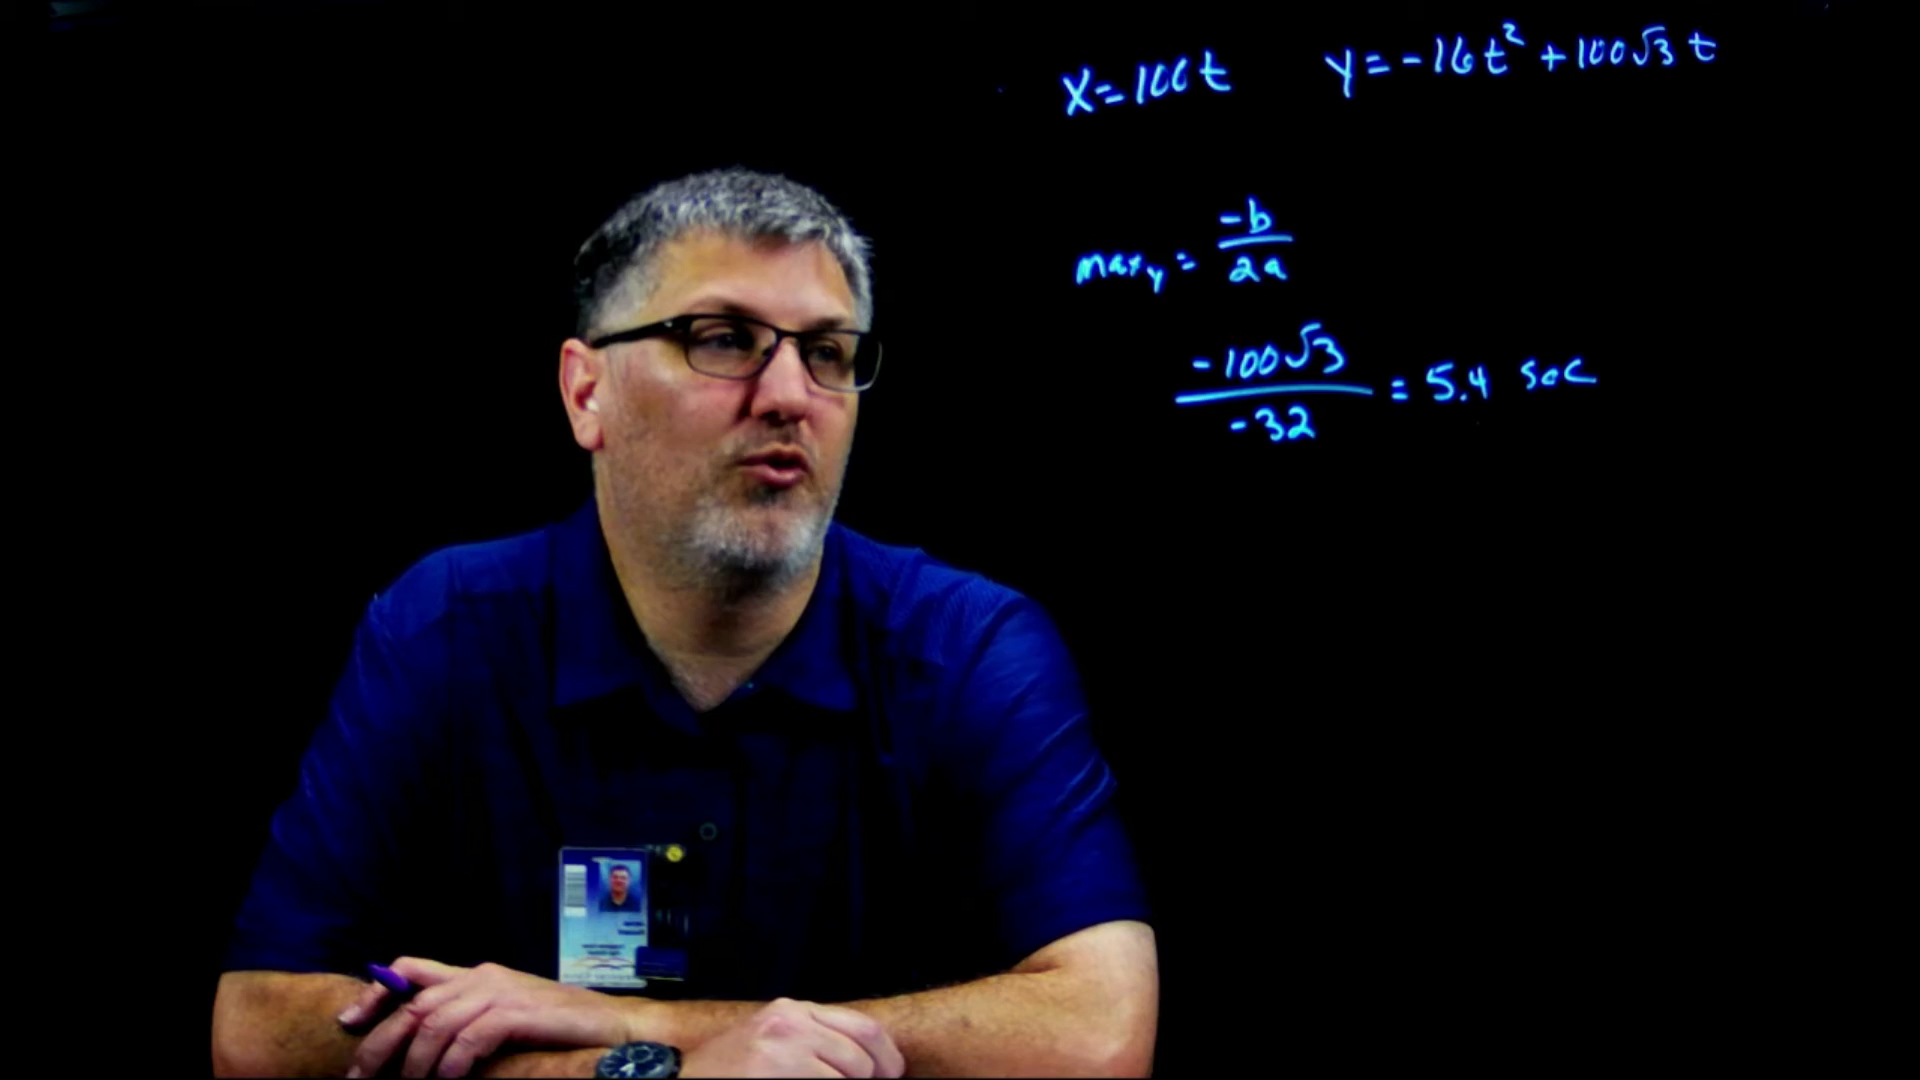 x=100t y=-16t²+100√3 t
max_y = -b/2a
-100√3/-32 = 5.4 sec